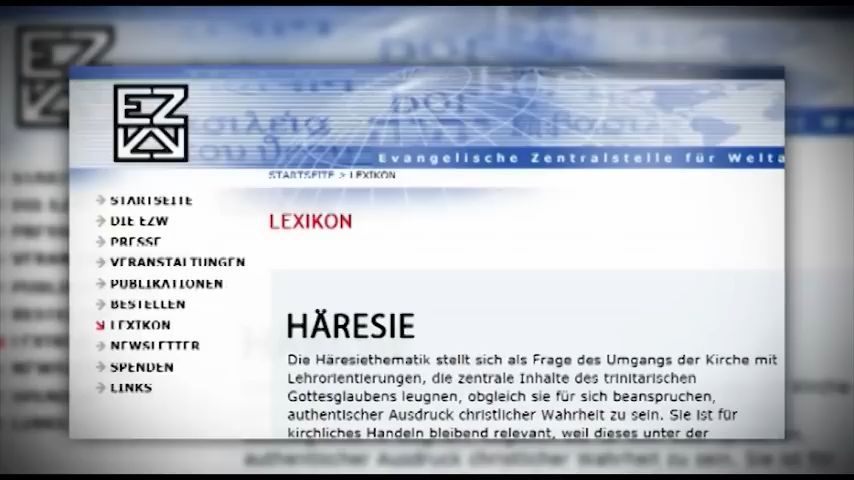 EZW
Evangelische Zentralstelle für Welta
STARTSEITE > LEXIKON
STARTSEITE
DIE EZW
PRESSE
VERANSTALTUNGEN
PUBLIKATIONEN
BESTELLEN
LEXIKON
NEWSLETTER
SPENDEN
LINKS
LEXIKON
HÄRESIE
Die Häresiethematik stellt sich als Frage des Umgangs der Kirche mit
Lehrorientierungen, die zentrale Inhalte des trinitarischen
Gottesglaubens leugnen, obgleich sie für sich beanspruchen,
authentischer Ausdruck christlicher Wahrheit zu sein. Sie ist für
kirchliches Handeln bleibend relevant, weil dieses unter der